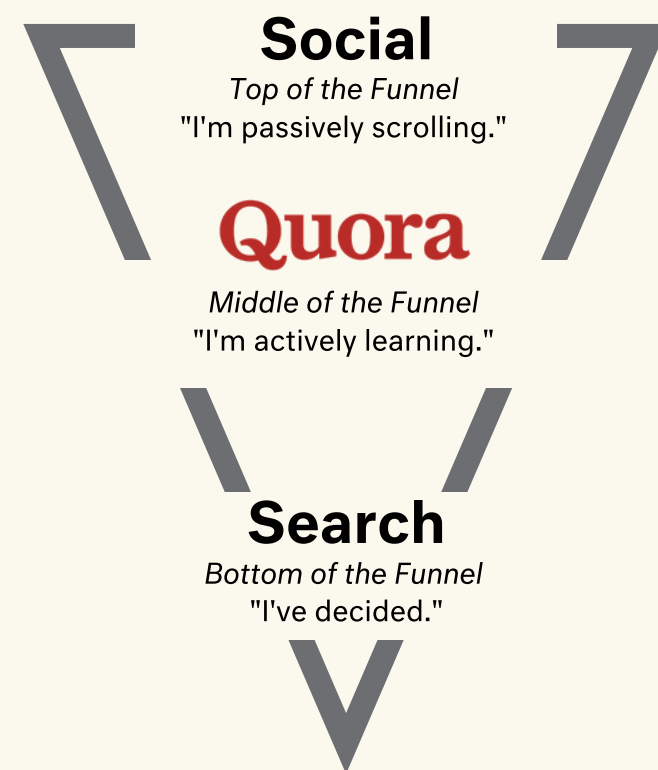 Social
Top of the Funnel
"I'm passively scrolling."
Quora
Middle of the Funnel
"I'm actively learning."
Search
Bottom of the Funnel
"I've decided."